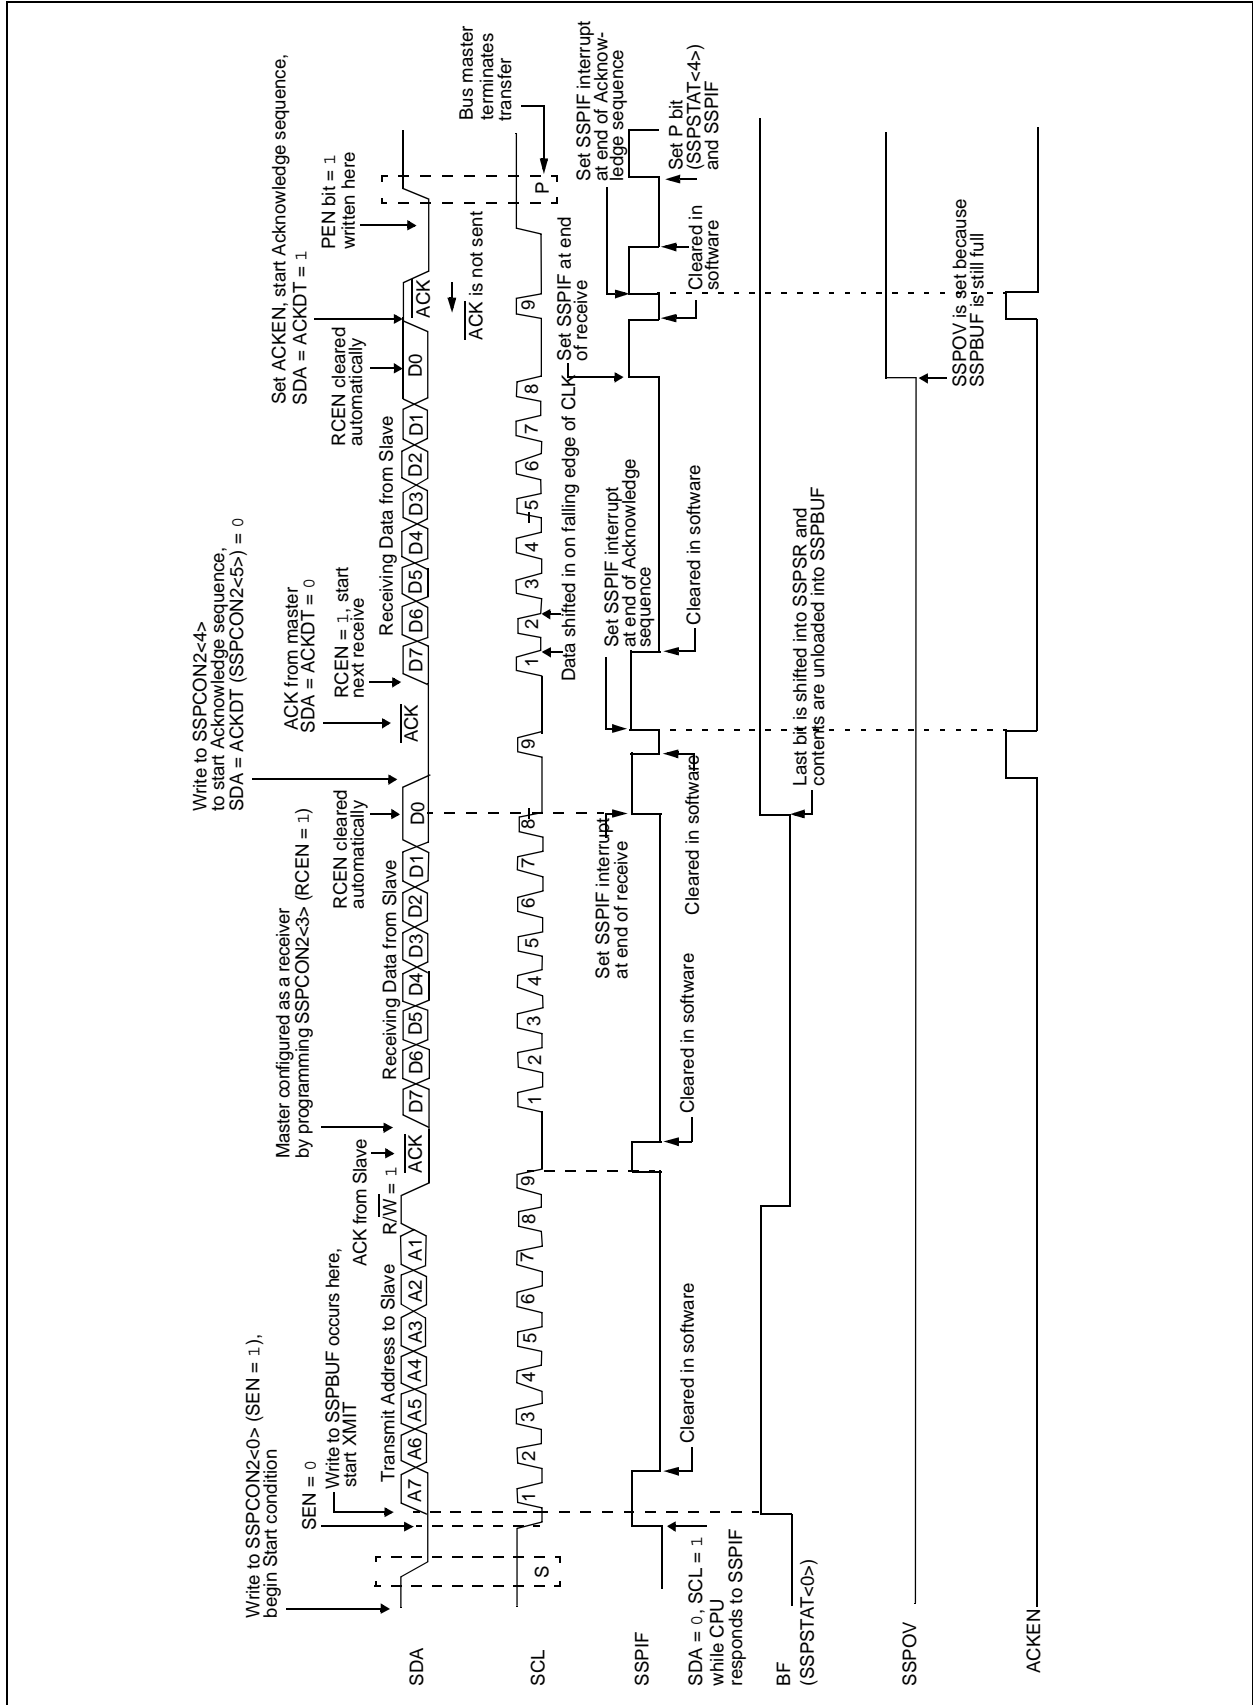 Write to SSPCON2<0> (SEN = 1),
begin Start condition
SEN = 0
Write to SSPBUF occurs here,
start XMIT
ACK from Slave
Master configured as a receiver
by programming SSPCON2<3> (RCEN = 1)
RCEN cleared
automatically
Write to SSPCON2<4>
to start Acknowledge sequence,
SDA = ACKDT (SSPCON2<5>) = 0
ACK from master
SDA = ACKDT = 0
RCEN = 1, start
next receive
RCEN cleared
automatically
Set ACKEN, start Acknowledge sequence,
SDA = ACKDT = 1
PEN bit = 1
written here
Transmit Address to Slave
R/W = 1
Receiving Data from Slave
Receiving Data from Slave
SDA
A7 A6 A5 A4 A3 A2 A1
ACK
D7 D6 D5 D4 D3 D2 D1 D0
ACK
D7 D6 D5 D4 D3 D2 D1 D0
ACK
ACK is not sent
Bus master
terminates
transfer
SCL
S
1 2 3 4 5 6 7 8 9
1 2 3 4 5 6 7 8
9
1 2 3 4 5 6 7 8
9
P
Data shifted in on falling edge of CLK
Set SSPIF interrupt
at end of receive
Set SSPIF interrupt
at end of Acknowledge
sequence
Set SSPIF at end
of receive
Set SSPIF interrupt
at end of Acknow-
ledge sequence
SSPIF
SDA = 0, SCL = 1
while CPU
responds to SSPIF
Cleared in software
Cleared in software
Cleared in software
Cleared in software
Cleared in
software
Set P bit
(SSPSTAT<4>)
and SSPIF
BF
(SSPSTAT<0>)
Last bit is shifted into SSPSR and
contents are unloaded into SSPBUF
SSPOV
SSPOV is set because
SSPBUF is still full
ACKEN